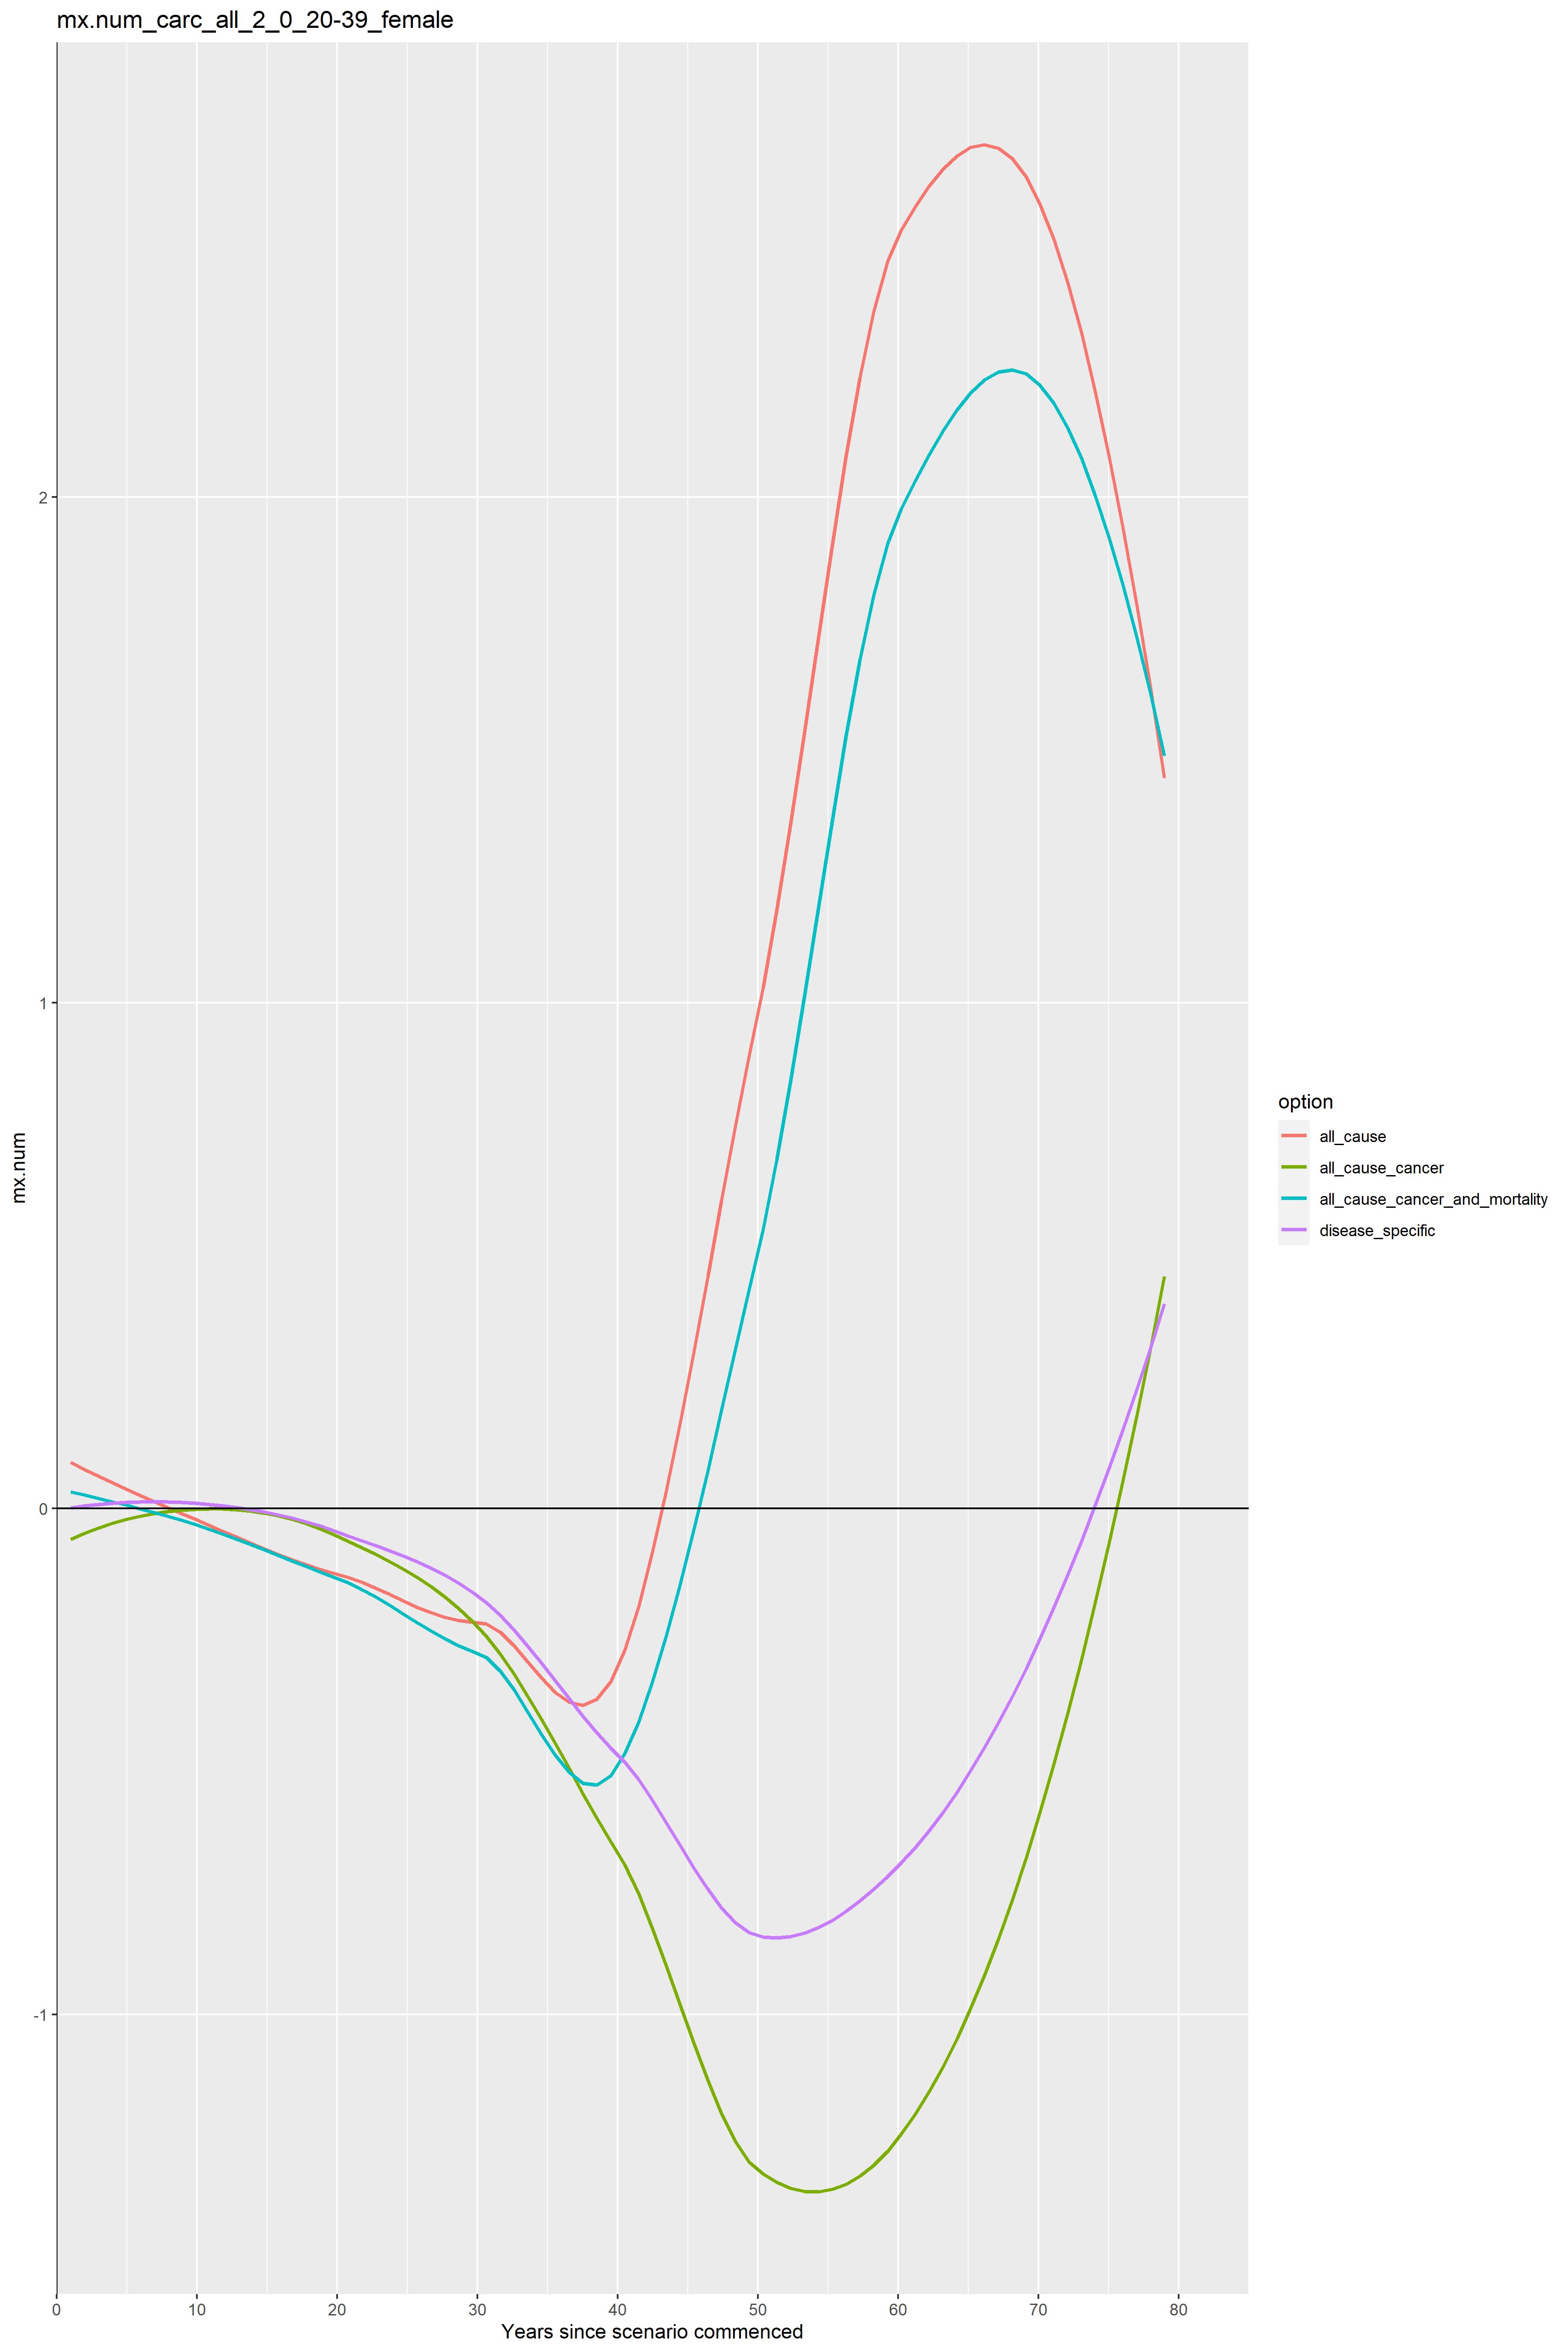 mx.num_carc_all_2_0_20-39_female
mx.num
2
1
0
-1
0 10 20 30 40 50 60 70 80
Years since scenario commenced
option
all_cause
all_cause_cancer
all_cause_cancer_and_mortality
disease_specific